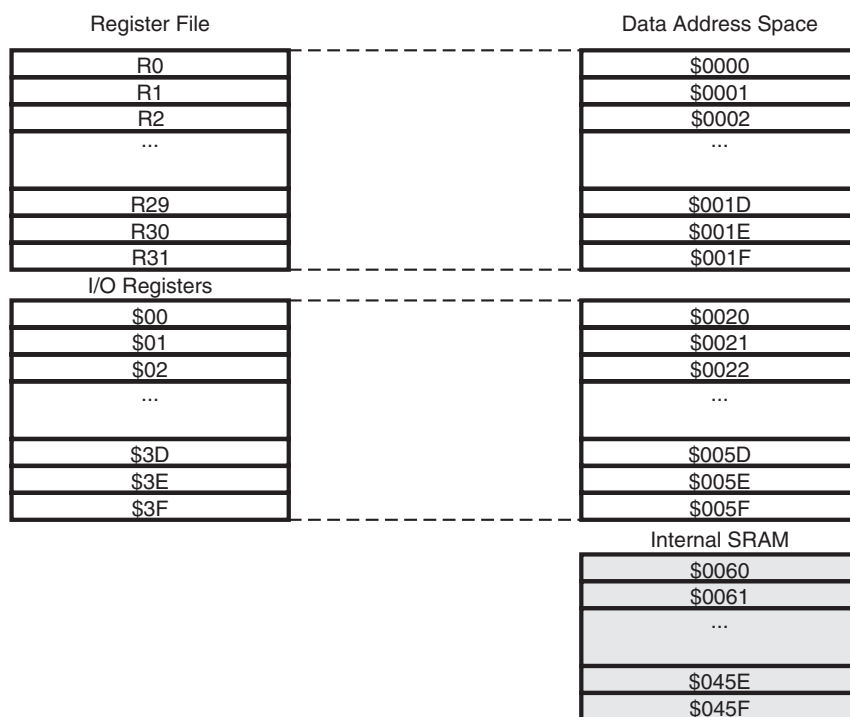 Register File Data Address Space
R0 $0000
R1 $0001
R2 $0002
... ...
R29 $001D
R30 $001E
R31 $001F
I/O Registers
$00 $0020
$01 $0021
$02 $0022
... ...
$3D $005D
$3E $005E
$3F $005F
Internal SRAM
$0060
$0061
...
$045E
$045F